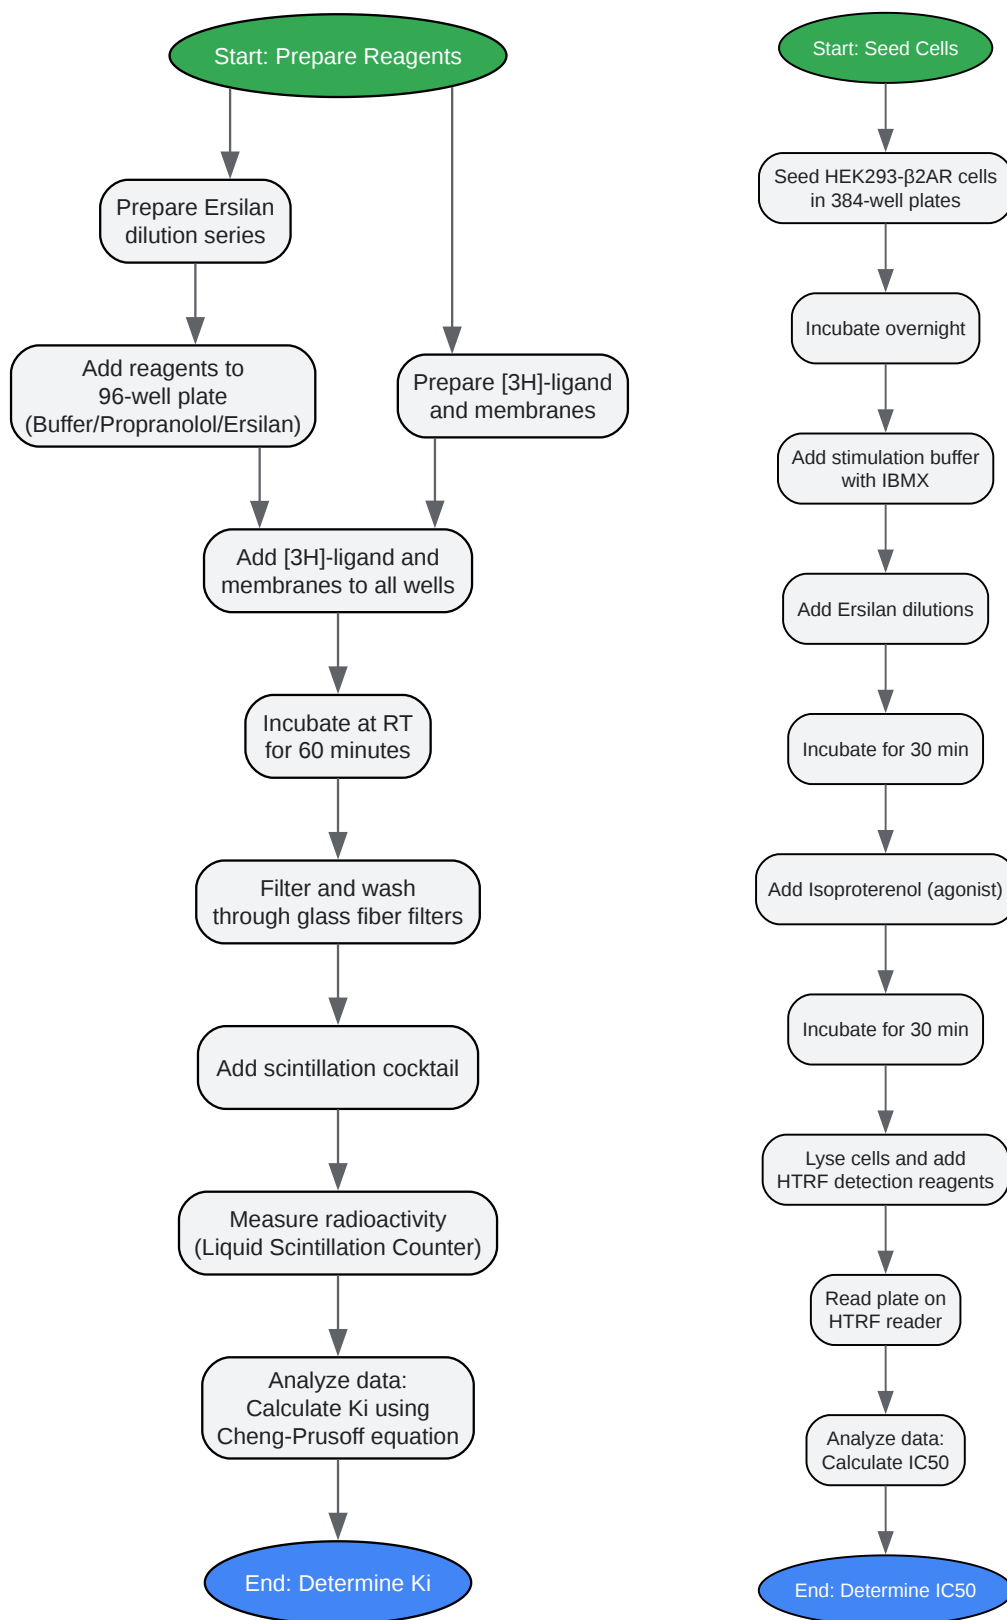 Start: Prepare Reagents
Prepare Ersilan
dilution series
Add reagents to
96-well plate
(Buffer/Propranolol/Ersilan)
Prepare [3H]-ligand
and membranes
Add [3H]-ligand and
membranes to all wells
Incubate at RT
for 60 minutes
Filter and wash
through glass fiber filters
Add scintillation cocktail
Measure radioactivity
(Liquid Scintillation Counter)
Analyze data:
Calculate Ki using
Cheng-Prusoff equation
End: Determine Ki
Start: Seed Cells
Seed HEK293-β2AR cells
in 384-well plates
Incubate overnight
Add stimulation buffer
with IBMX
Add Ersilan dilutions
Incubate for 30 min
Add Isoproterenol (agonist)
Incubate for 30 min
Lyse cells and add
HTRF detection reagents
Read plate on
HTRF reader
Analyze data:
Calculate IC50
End: Determine IC50